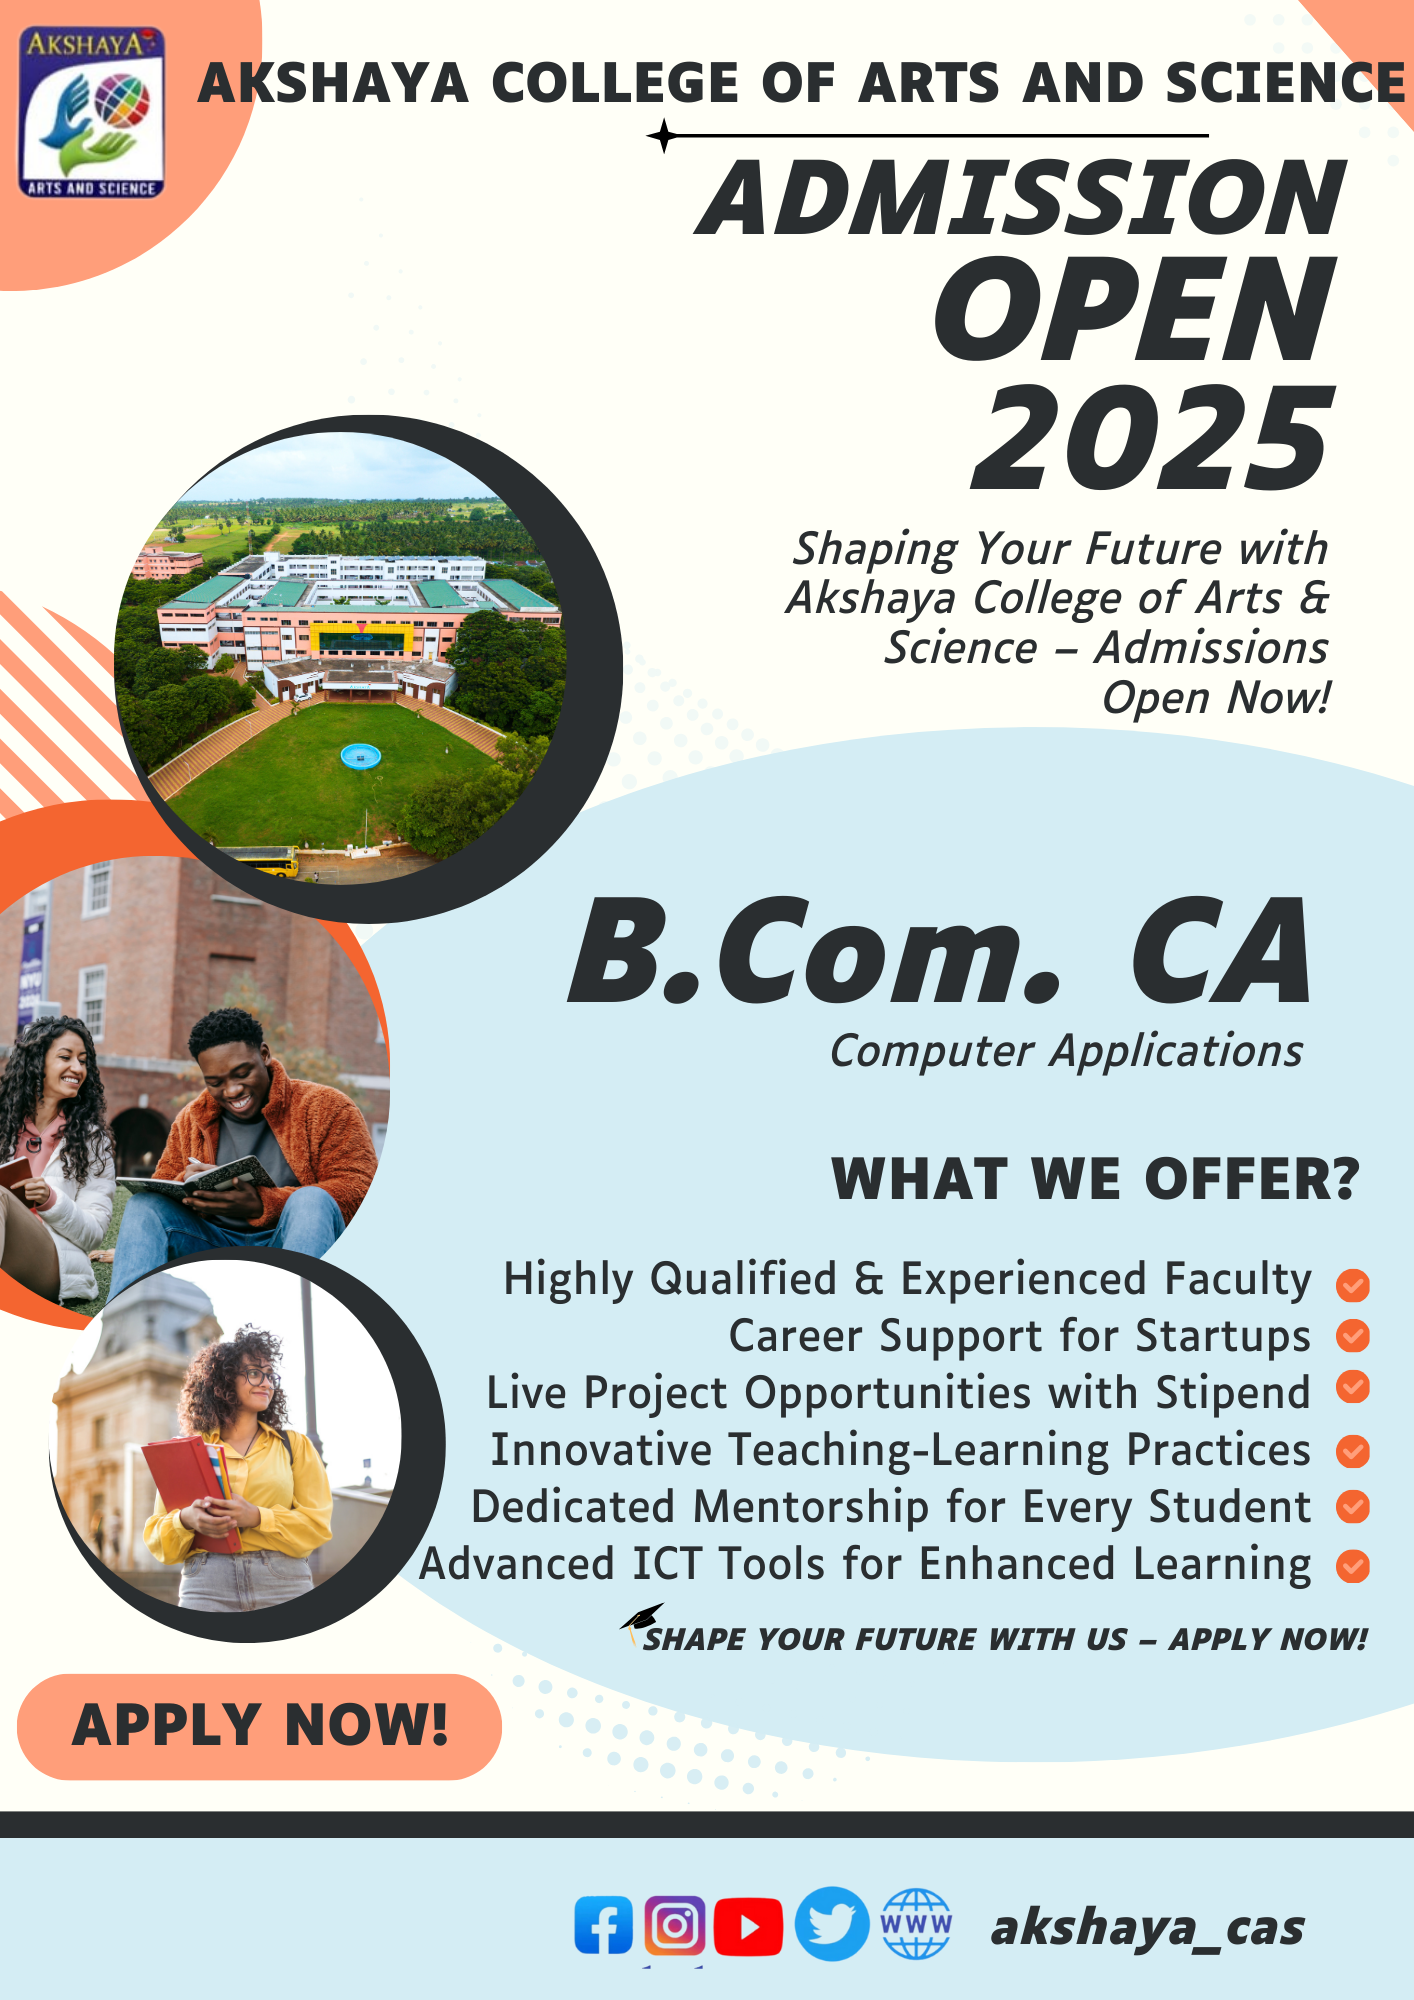 AKSHAYA
ARTS AND SCIENCE
AKSHAYA COLLEGE OF ARTS AND SCIENCE
ADMISSION
OPEN
2025
Shaping Your Future with
Akshaya College of Arts &
Science – Admissions
Open Now!
B.Com. CA
Computer Applications
WHAT WE OFFER?
Highly Qualified & Experienced Faculty
Career Support for Startups
Live Project Opportunities with Stipend
Innovative Teaching-Learning Practices
Dedicated Mentorship for Every Student
Advanced ICT Tools for Enhanced Learning
SHAPE YOUR FUTURE WITH US – APPLY NOW!
APPLY NOW!
WWW
akshaya_cas